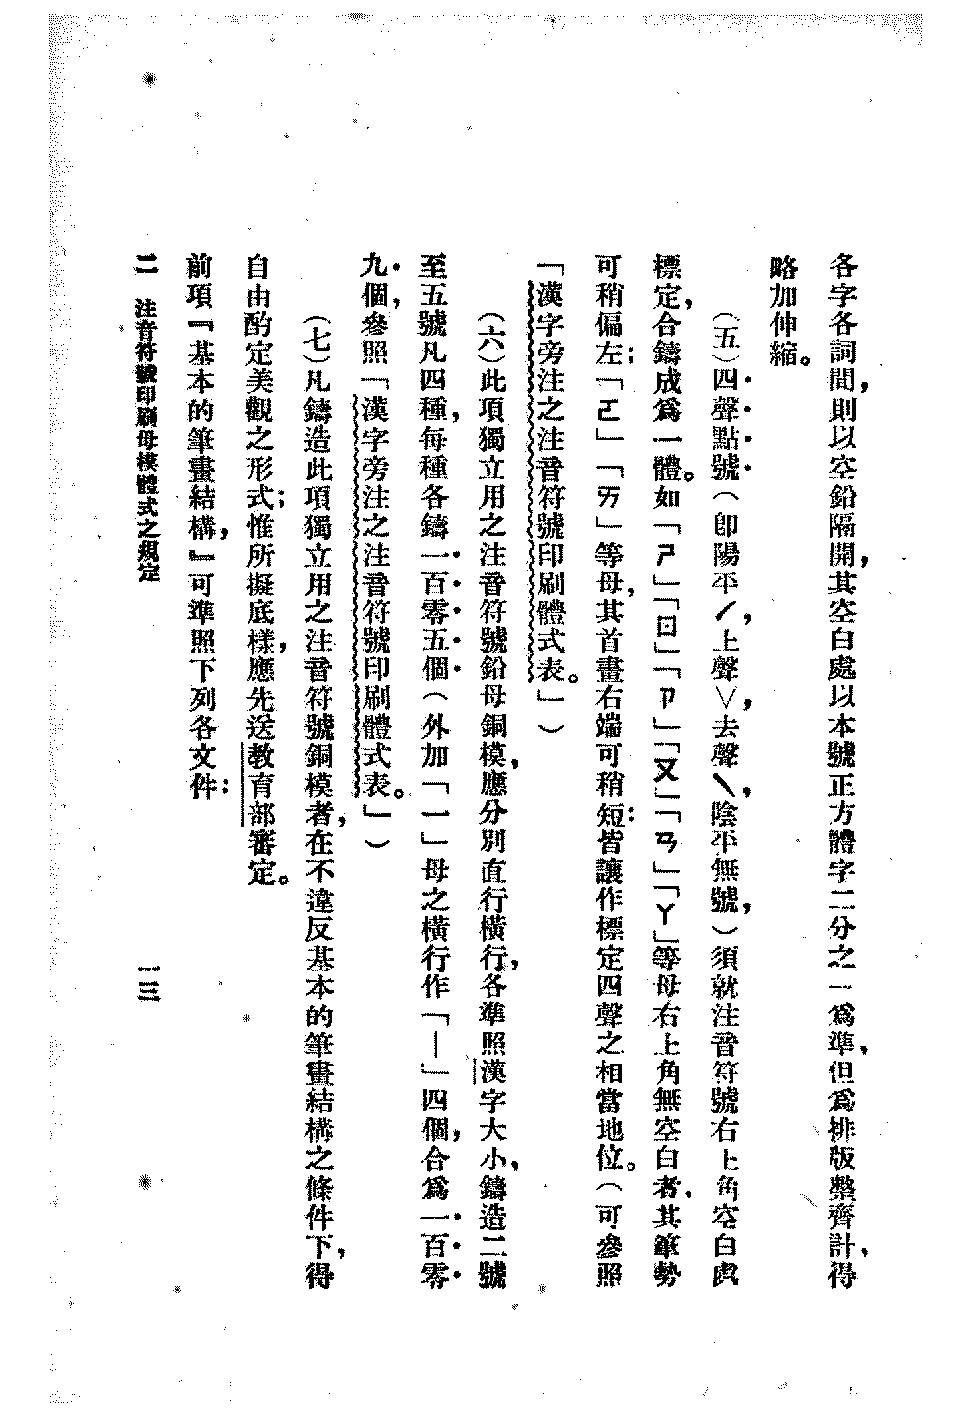 各字各詞間，則以空鉛隔開，其空白處以本號正方體字二分之一爲準，但爲排版整齊計，得
略加伸縮。
（五）四聲點號（卽陽平ˊ，上聲ˇ，去聲ˋ，陰平無號，）須就注音符號右上角空白處
標定，合鑄成爲一體。如「ㄕ」「ㄖ」「ㄗ」「ㄡ」「ㄢ」「ㄚ」等母右上角無空白者，其筆勢
可稍偏左；「ㄛ」「ㄞ」等母，其首畫右端可稍短：皆讓作標定四聲之相當地位。（可參照
「漢字旁注之注音符號印刷體式表。」）
（六）此項獨立用之注音符號鉛母銅模，應分別直行橫行，各準照漢字大小，鑄造二號
至五號凡四種，每種各鑄一百零五個（外加「ㄧ」母之橫行作「｜」四個，合爲一百零
九個，參照「漢字旁注之注音符號印刷體式表。」）
（七）凡鑄造此項獨立用之注音符號銅模者，在不違反基本的筆畫結構之條件下，得
自由酌定美觀之形式；惟所擬底樣，應先送教育部審定。
前項『基本的筆畫結構，』可準照下列各文件：
二　注音符號印刷母模體式之規定　一三